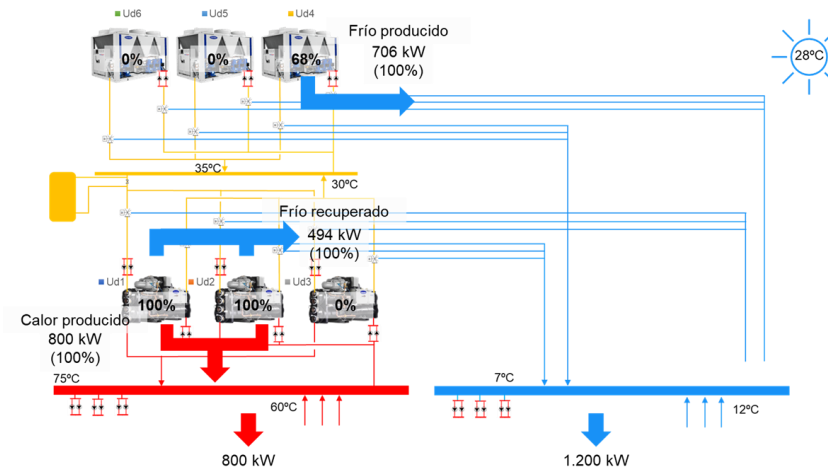 Ud6
Ud5
Ud4
Frío producido
706 kW
(100%)
28ºC
0%
0%
68%
35ºC
30ºC
Frío recuperado
494 kW
(100%)
Ud1
Ud2
Ud3
100%
100%
0%
Calor producido
800 kW
(100%)
75ºC
60ºC
7ºC
12ºC
800 kW
1.200 kW